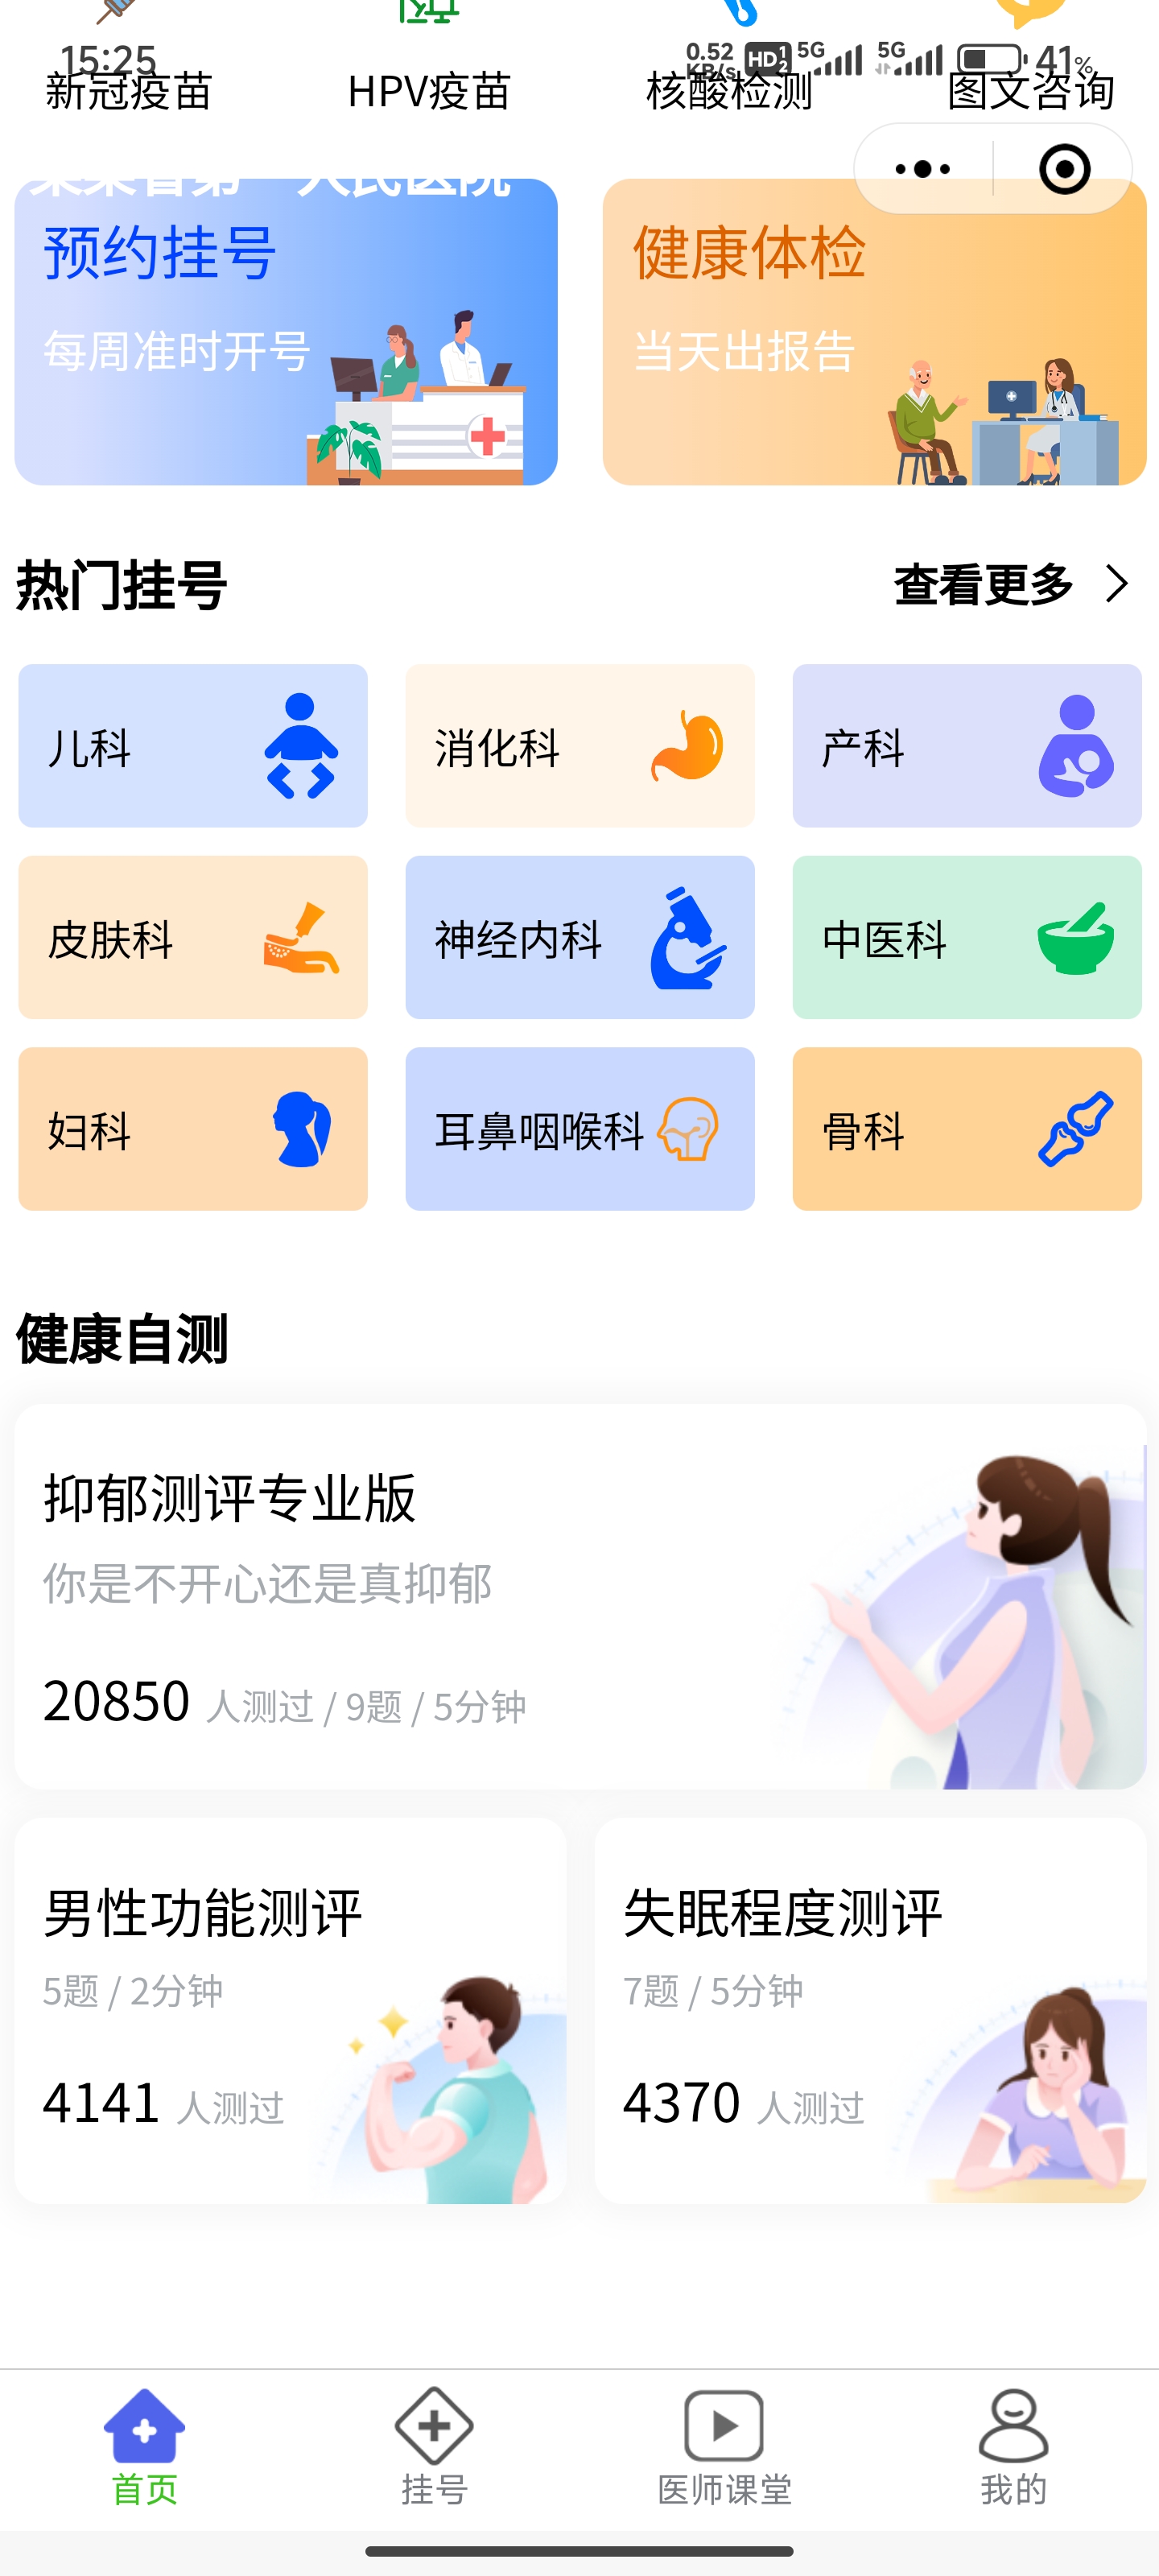 15:25
0.52
KB/s
HD 1 2
5G
5G
41%
新冠疫苗
HPV疫苗
核酸检测
图文咨询
人民医院
预约挂号
健康体检
每周准时开号
当天出报告
热门挂号
查看更多
儿科
消化科
产科
皮肤科
神经内科
中医科
妇科
耳鼻咽喉科
骨科
健康自测
抑郁测评专业版
你是不开心还是真抑郁
20850 人测过 / 9题 / 5分钟
男性功能测评
失眠程度测评
5题 / 2分钟
7题 / 5分钟
4141 人测过
4370 人测过
首页
挂号
医师课堂
我的